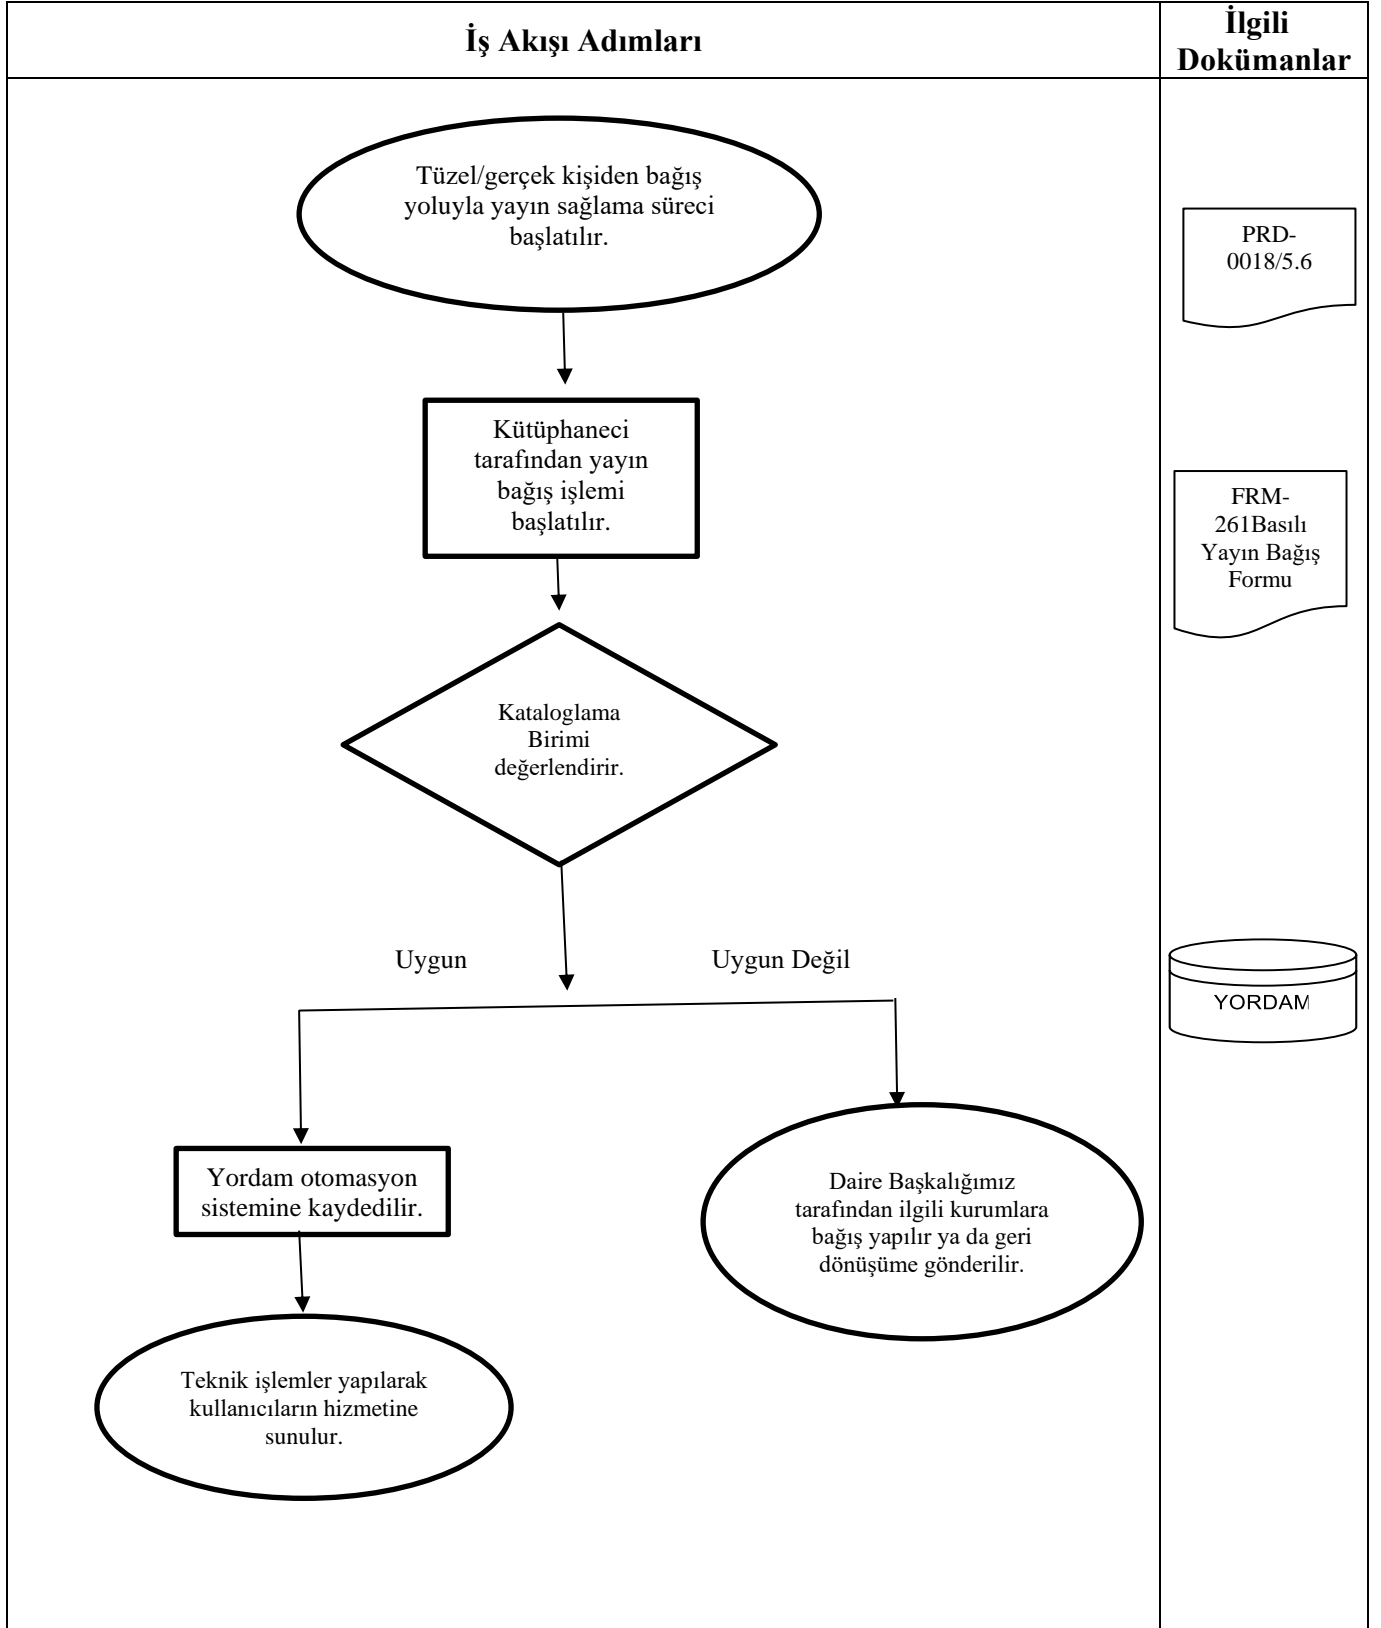 İş Akışı Adımları
İlgili
Dokümanlar
Tüzel/gerçek kişiden bağış
yoluyla yayın sağlama süreci
başlatılır.
PRD-
0018/5.6
Kütüphaneci
tarafından yayın
bağış işlemi
başlatılır.
FRM-
261Basılı
Yayın Bağış
Formu
Kataloglama
Birimi
değerlendirir.
Uygun
Uygun Değil
YORDAM
Yordam otomasyon
sistemine kaydedilir.
Daire Başkalığımız
tarafından ilgili kurumlara
bağış yapılır ya da geri
dönüşüme gönderilir.
Teknik işlemler yapılarak
kullanıcıların hizmetine
sunulur.